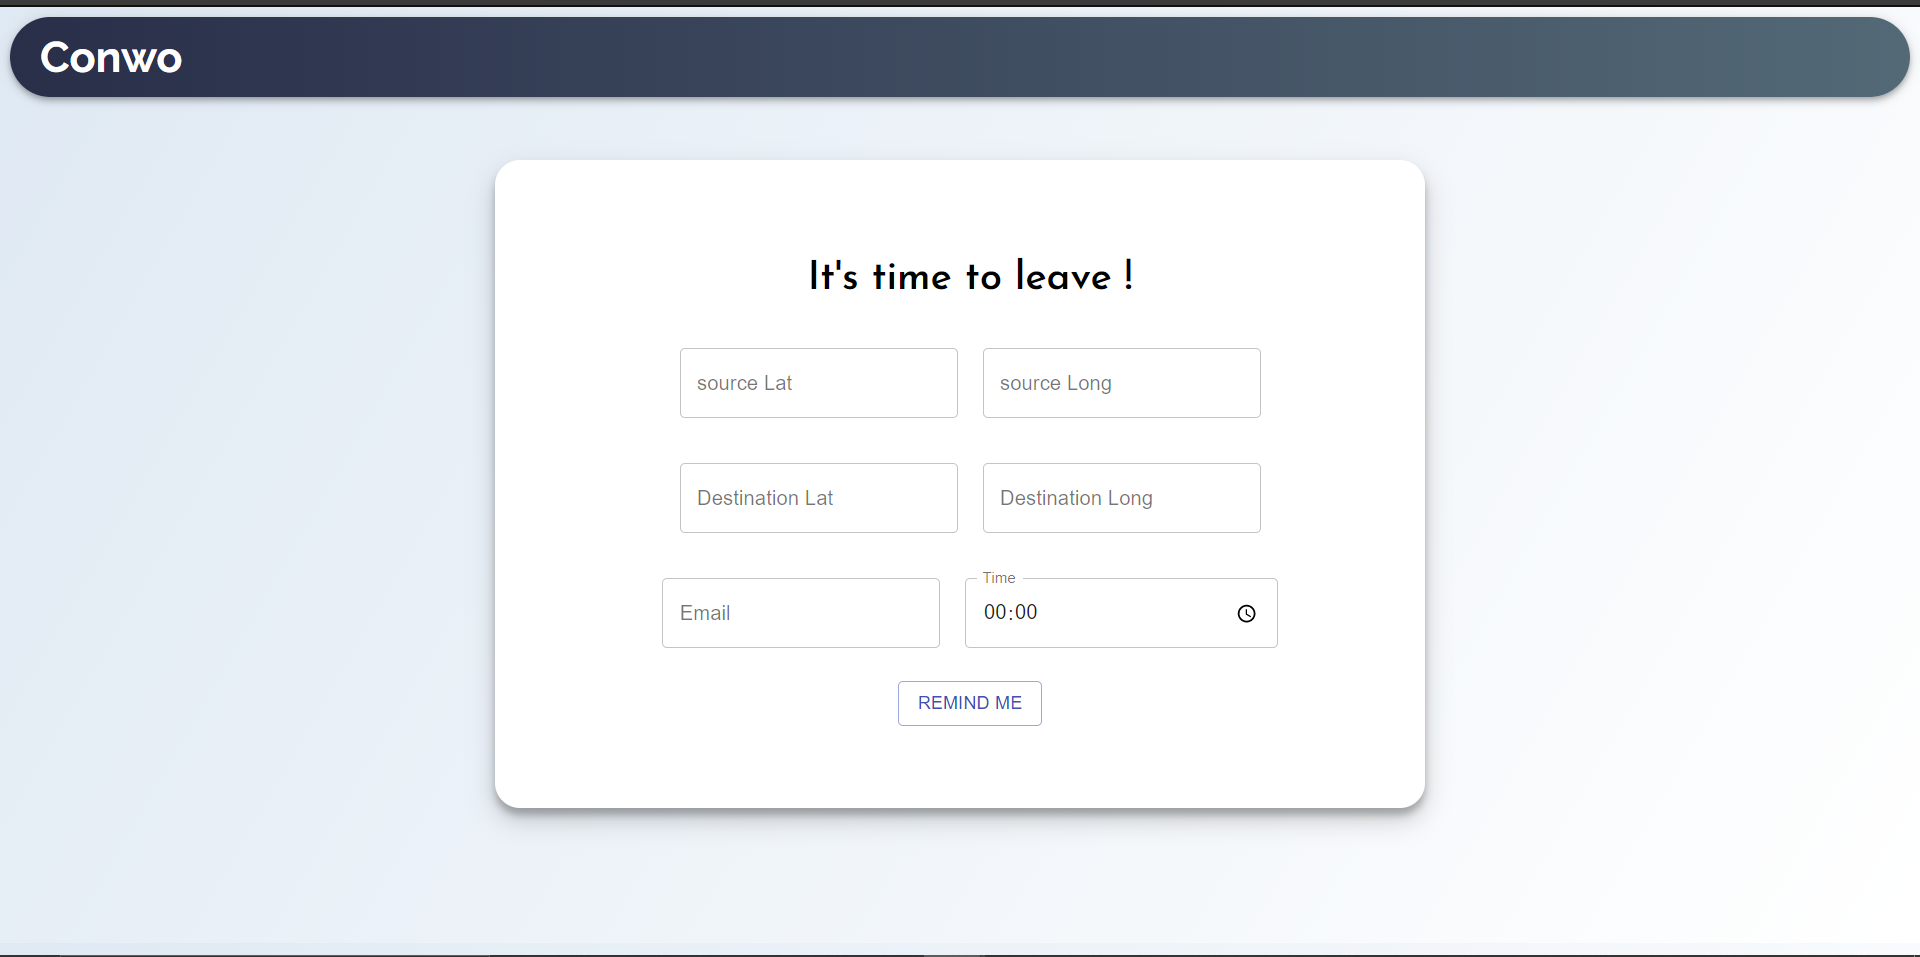 Conwo
It's time to leave !
source Lat source Long
Destination Lat Destination Long
Time
Email 00:00
REMIND ME